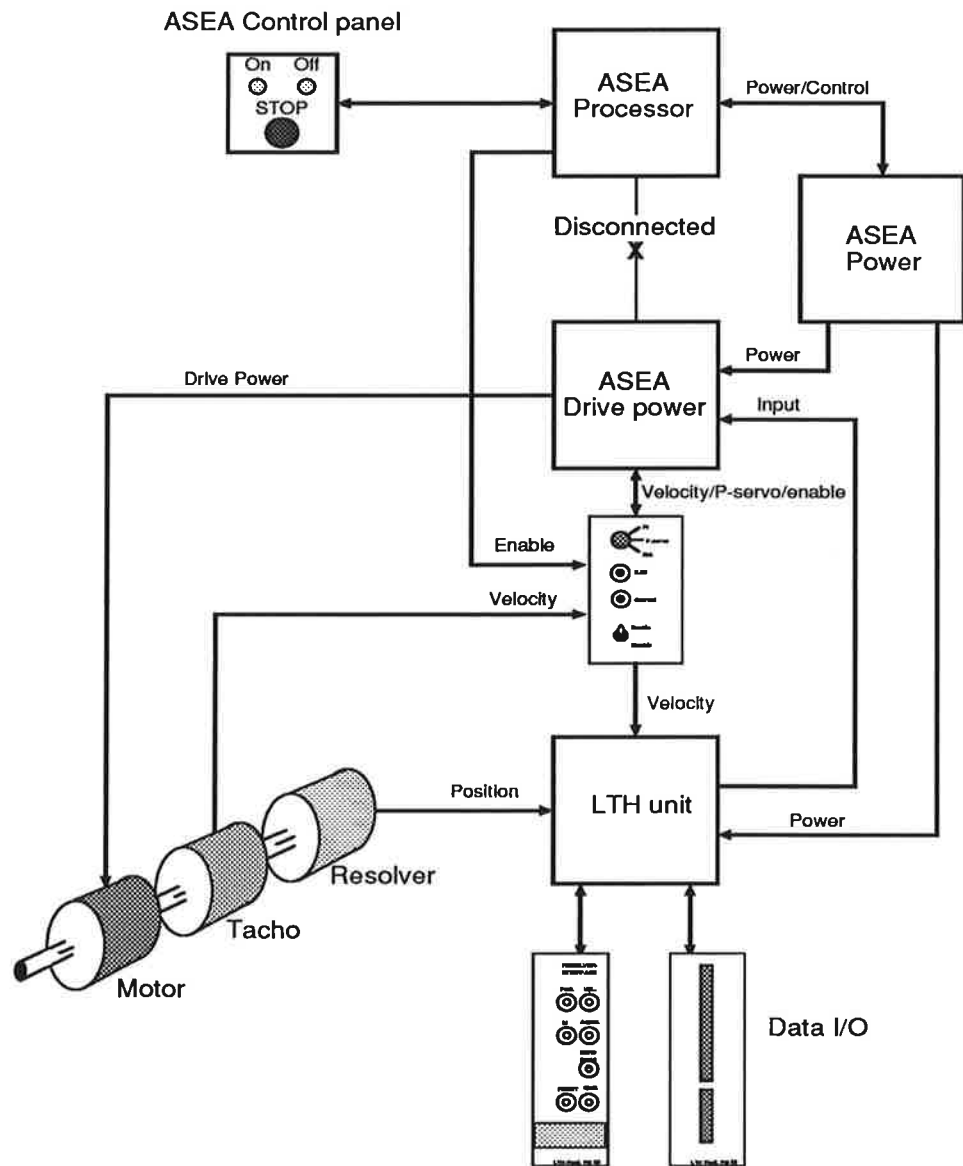 ASEA Control panel
On Off
STOP
ASEA
Processor
Power/Control
Disconnected
X
ASEA
Power
Power
Drive Power
ASEA
Drive power
Input
Velocity/P-servo/enable
Enable
Velocity
Velocity
Position
LTH unit
Power
Resolver
Tacho
Motor
Data I/O